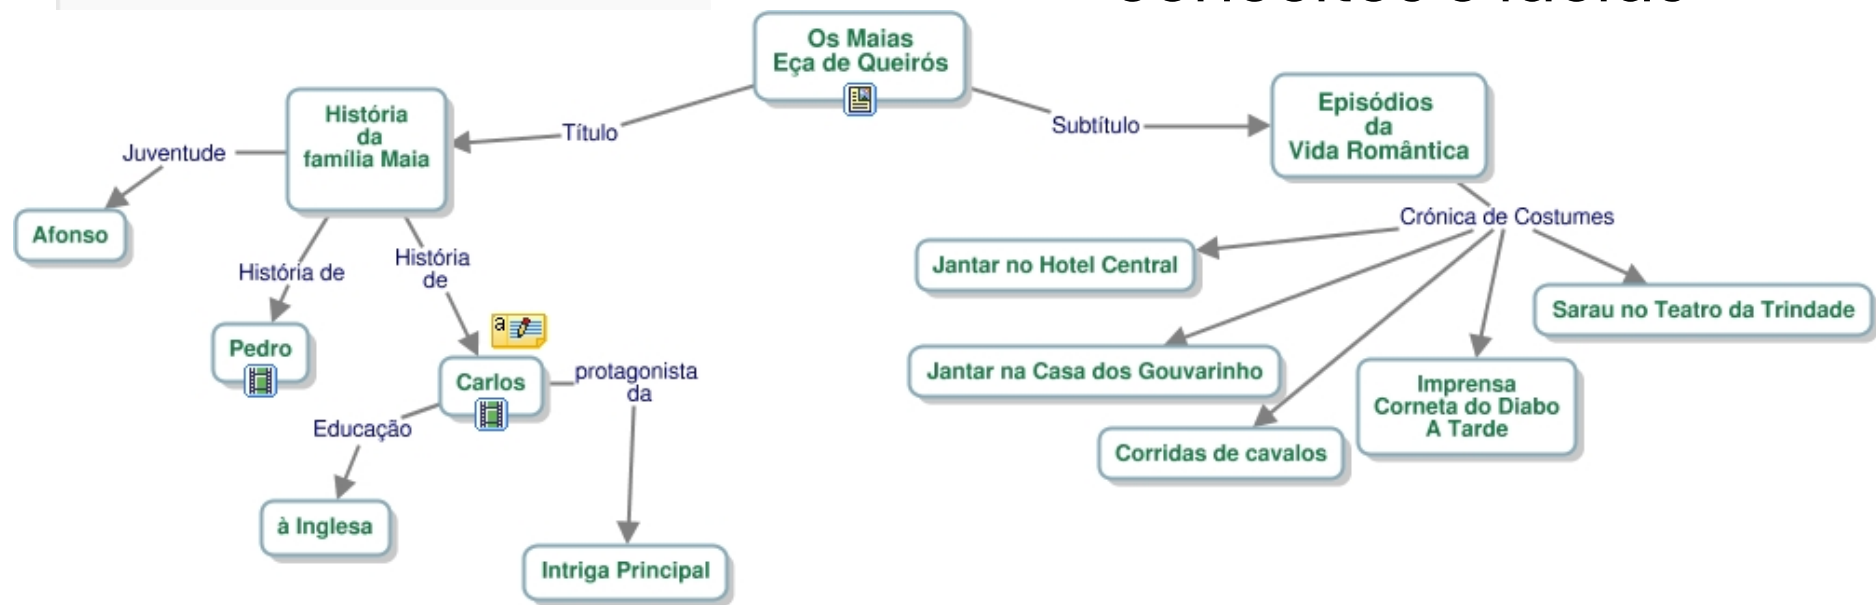 Os Maias
Eça de Queirós
Título
Subtítulo
História
da
família Maia
Juventude
Afonso
História de
Pedro
História
de
a
Carlos
Educação
à Inglesa
protagonista
da
Intriga Principal
Episódios
da
Vida Romântica
Crónica de Costumes
Jantar no Hotel Central
Jantar na Casa dos Gouvarinho
Corridas de cavalos
Imprensa
Corneta do Diabo
A Tarde
Sarau no Teatro da Trindade